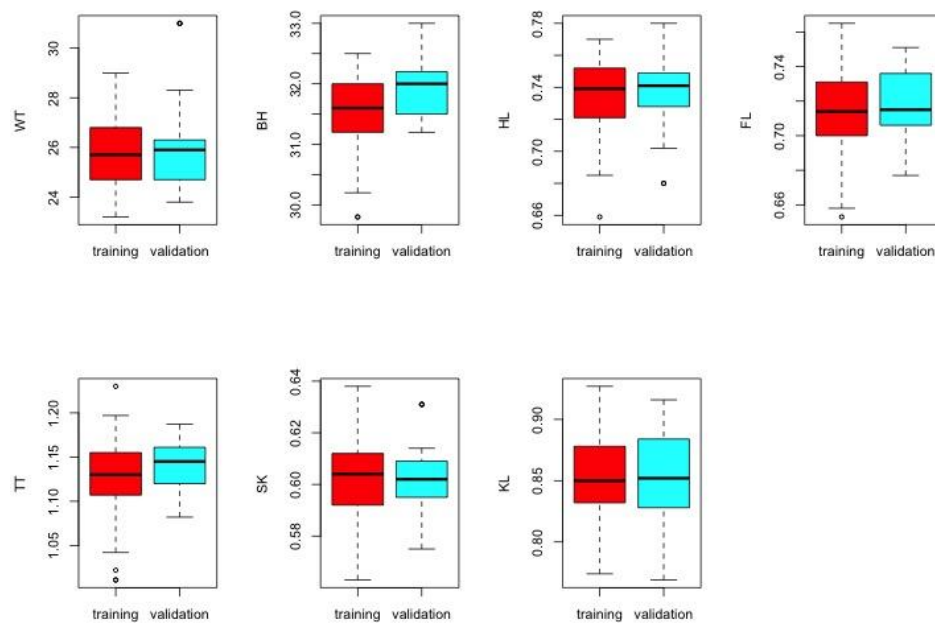 WT
30
28
26
24
training validation
BH
33.0
32.0
31.0
30.0
training validation
HL
0.78
0.74
0.70
0.66
training validation
FL
0.74
0.70
0.66
training validation
TT
1.20
1.15
1.10
1.05
training validation
SK
0.64
0.62
0.60
0.58
training validation
KL
0.90
0.85
0.80
training validation